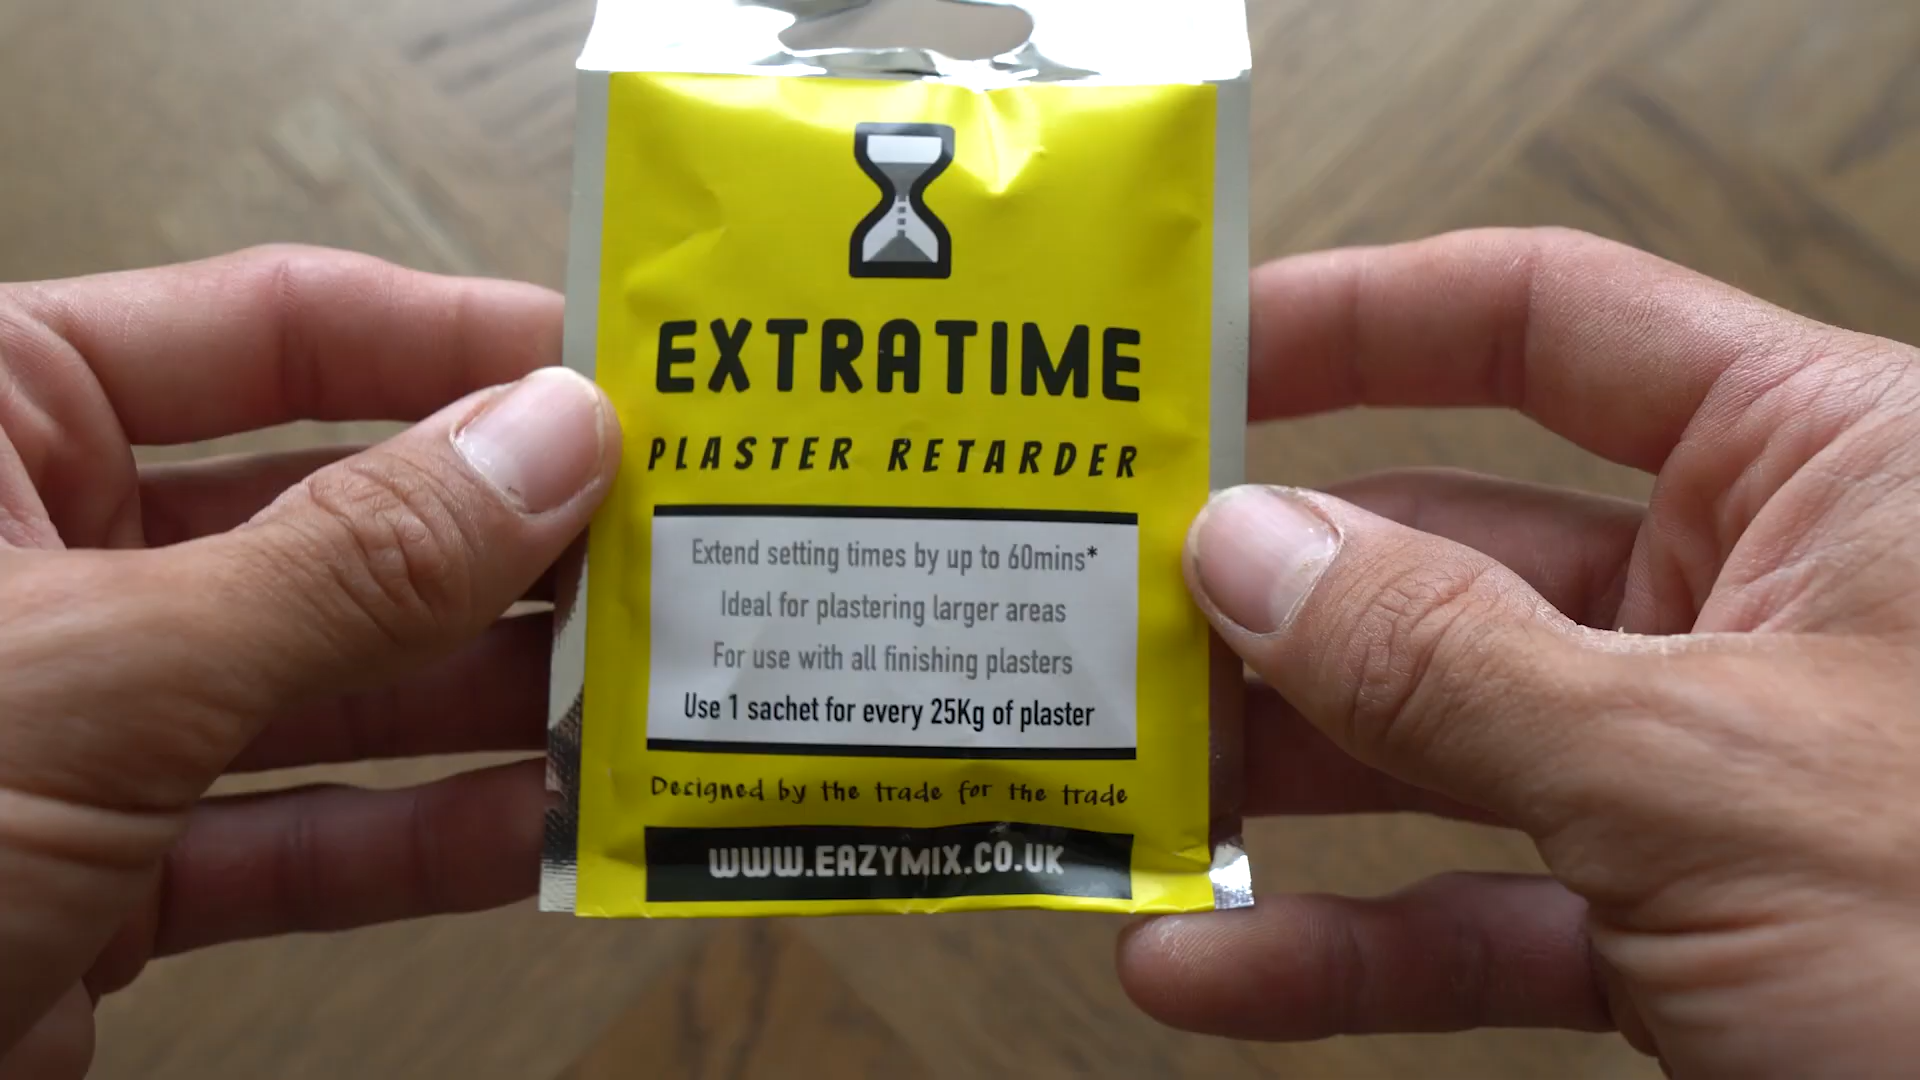 EXTRATIME
PLASTER RETARDER
Extend setting times by up to 60mins*
Ideal for plastering larger areas
For use with all finishing plasters
Use 1 sachet for every 25Kg of plaster
Designed by the trade for the trade
WWW.EAZYMIX.CO.UK